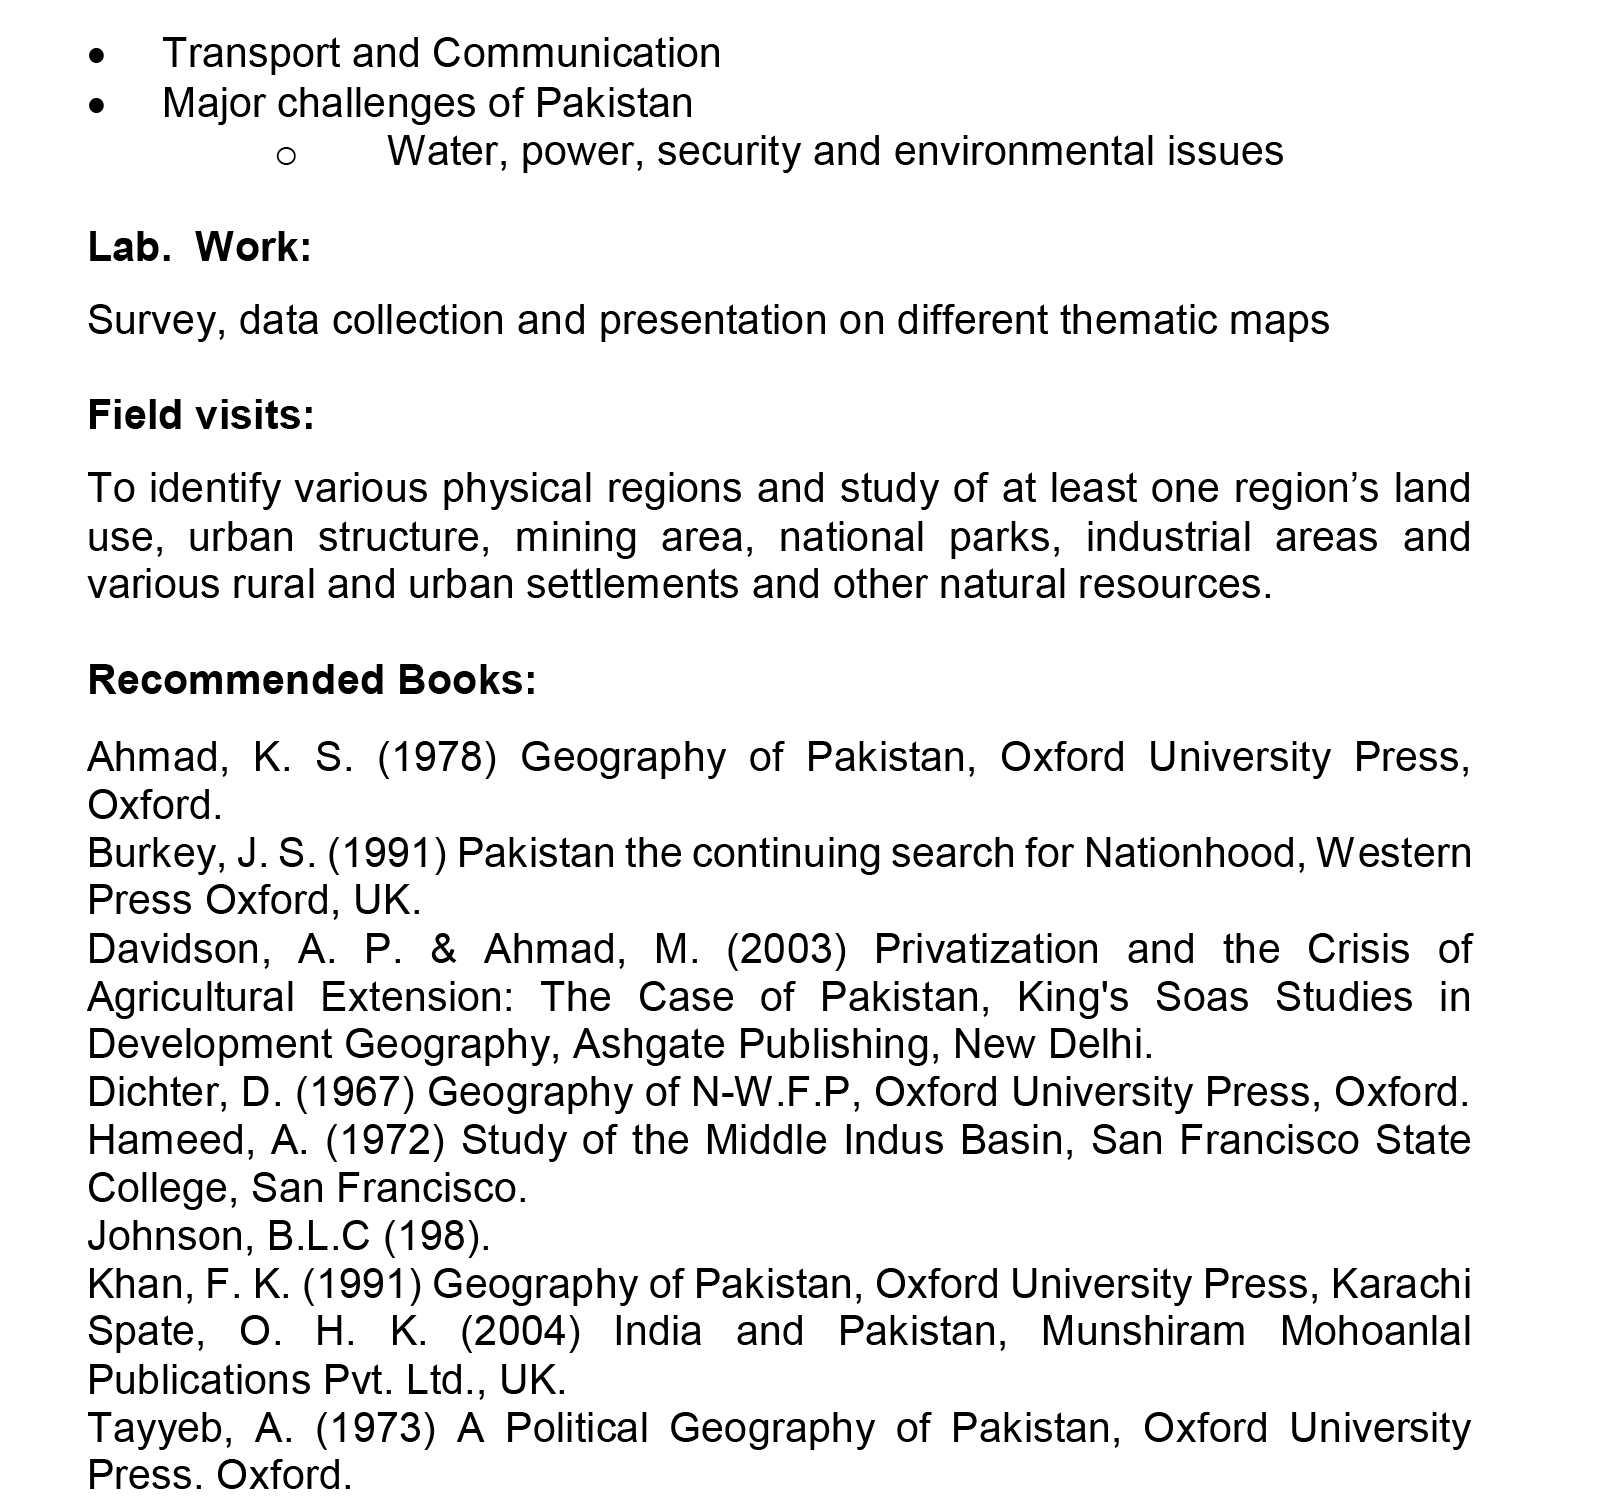 • Transport and Communication
• Major challenges of Pakistan
o Water, power, security and environmental issues
Lab. Work:
Survey, data collection and presentation on different thematic maps
Field visits:
To identify various physical regions and study of at least one region’s land
use, urban structure, mining area, national parks, industrial areas and
various rural and urban settlements and other natural resources.
Recommended Books:
Ahmad, K. S. (1978) Geography of Pakistan, Oxford University Press,
Oxford.
Burkey, J. S. (1991) Pakistan the continuing search for Nationhood, Western
Press Oxford, UK.
Davidson, A. P. & Ahmad, M. (2003) Privatization and the Crisis of
Agricultural Extension: The Case of Pakistan, King's Soas Studies in
Development Geography, Ashgate Publishing, New Delhi.
Dichter, D. (1967) Geography of N-W.F.P, Oxford University Press, Oxford.
Hameed, A. (1972) Study of the Middle Indus Basin, San Francisco State
College, San Francisco.
Johnson, B.L.C (198).
Khan, F. K. (1991) Geography of Pakistan, Oxford University Press, Karachi
Spate, O. H. K. (2004) India and Pakistan, Munshiram Mohoanlal
Publications Pvt. Ltd., UK.
Tayyeb, A. (1973) A Political Geography of Pakistan, Oxford University
Press, Oxford.